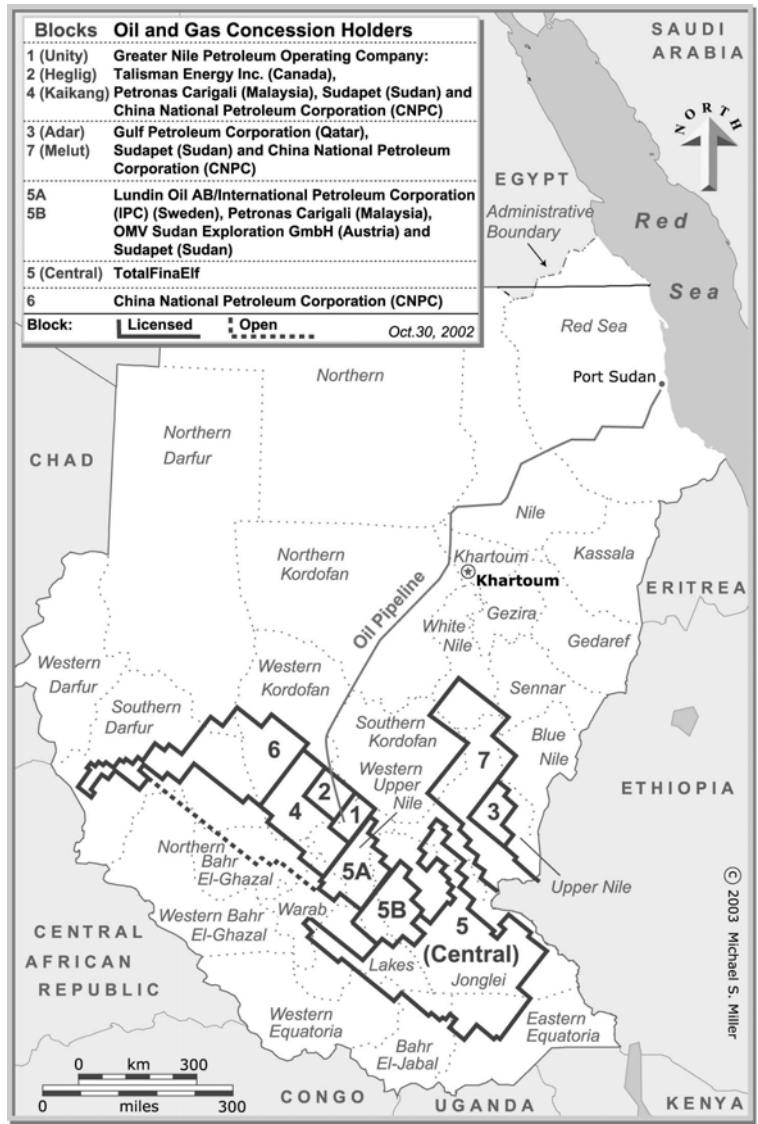 Blocks Oil and Gas Concession Holders
1 (Unity) Greater Nile Petroleum Operating Company:
2 (Heglig) Talisman Energy Inc. (Canada),
4 (Kaikang) Petronas Carigali (Malaysia), Sudapet (Sudan) and
China National Petroleum Corporation (CNPC)
3 (Adar) Gulf Petroleum Corporation (Qatar),
7 (Melut) Sudapet (Sudan) and China National Petroleum
Corporation (CNPC)
5A Lundin Oil AB/International Petroleum Corporation
5B (IPC) (Sweden), Petronas Carigali (Malaysia),
OMV Sudan Exploration GmbH (Austria) and
Sudapet (Sudan)
5 (Central) TotalFinaElf
6 China National Petroleum Corporation (CNPC)
Block: Licensed Open Oct.30, 2002
SAUDI
ARABIA
NORTH
EGYPT
Administrative
Boundary
Red
Sea
Red Sea
Port Sudan
Northern
Northern
Darfur
CHAD
Nile
Khartoum
Khartoum
Kassala
Northern
Kordofan
Oil Pipeline
ERITREA
Gezira
White
Nile
Gedaref
Western
Darfur
Western
Kordofan
Sennar
Southern
Darfur
Southern
Kordofan
Blue
Nile
6
7
Western
Upper
Nile
ETHIOPIA
2
4
1
3
Northern
Bahr
El-Ghazal
5A
Upper Nile
5B
Warab
Western Bahr
El-Ghazal
5
(Central)
CENTRAL
AFRICAN
REPUBLIC
Lakes
Jonglei
Western
Equatoria
Eastern
Equatoria
Bahr
El-Jabal
© 2003 Michael S. Miller
0 km 300
0 miles 300
CONGO
UGANDA
KENYA